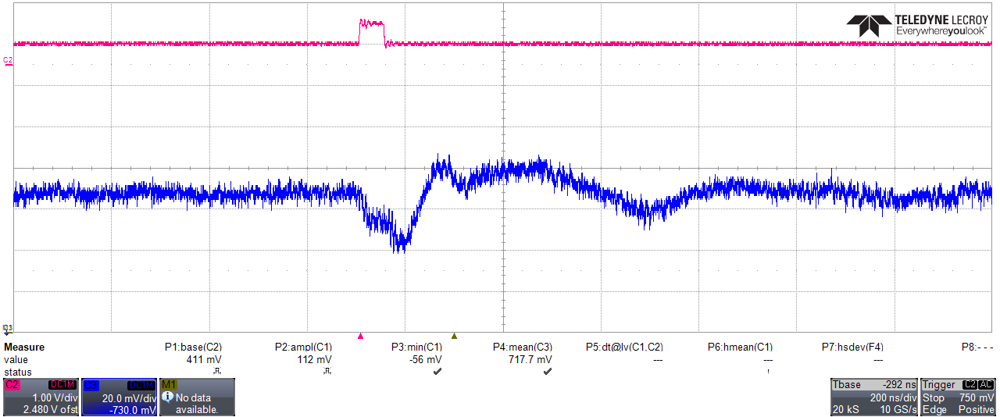 TELEDYNE LECROY
Everywhereyoulook™
C2
Measure P1:base(C2) P2:ampl(C1) P3:min(C1) P4:mean(C3) P5:dt@lv(C1,C2) P6:hmean(C1) P7:hsdev(F4) P8:- - -
value 411 mV 112 mV -56 mV 717.7 mV --- --- ---
status
C2 DC1M C3 DC1M M1 Tbase -292 ns Trigger C2 AC
1.00 V/div 20.0 mV/div No data 200 ns/div Stop 750 mV
2.480 V ofst -730.0 mV available. 20 kS 10 GS/s Edge Positive